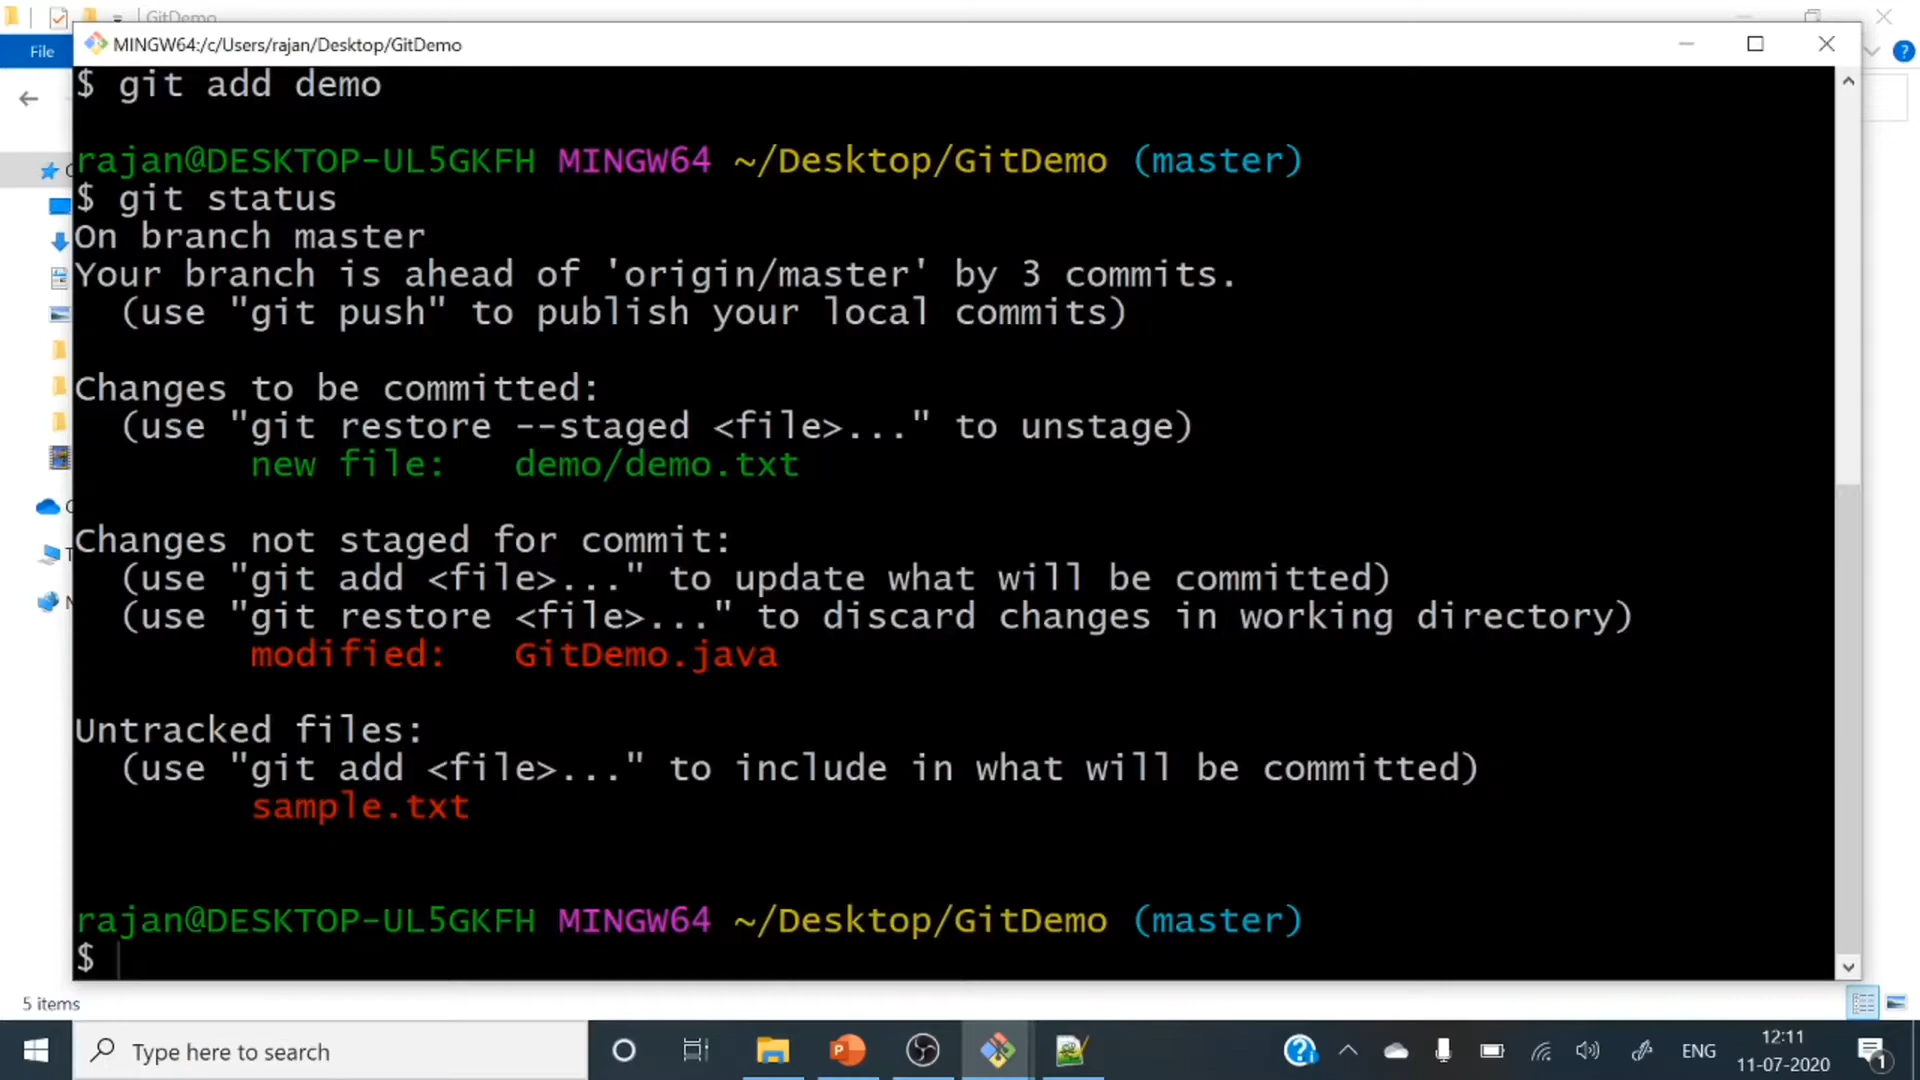 GitDemo
File
MINGW64:/c/Users/rajan/Desktop/GitDemo
$ git add demo
rajan@DESKTOP-UL5GKFH MINGW64 ~/Desktop/GitDemo (master)
$ git status
On branch master
Your branch is ahead of 'origin/master' by 3 commits.
  (use "git push" to publish your local commits)
Changes to be committed:
  (use "git restore --staged <file>..." to unstage)
        new file:   demo/demo.txt
Changes not staged for commit:
  (use "git add <file>..." to update what will be committed)
  (use "git restore <file>..." to discard changes in working directory)
        modified:   GitDemo.java
Untracked files:
  (use "git add <file>..." to include in what will be committed)
        sample.txt
rajan@DESKTOP-UL5GKFH MINGW64 ~/Desktop/GitDemo (master)
$
5 items
Type here to search
ENG
12:11
11-07-2020
1